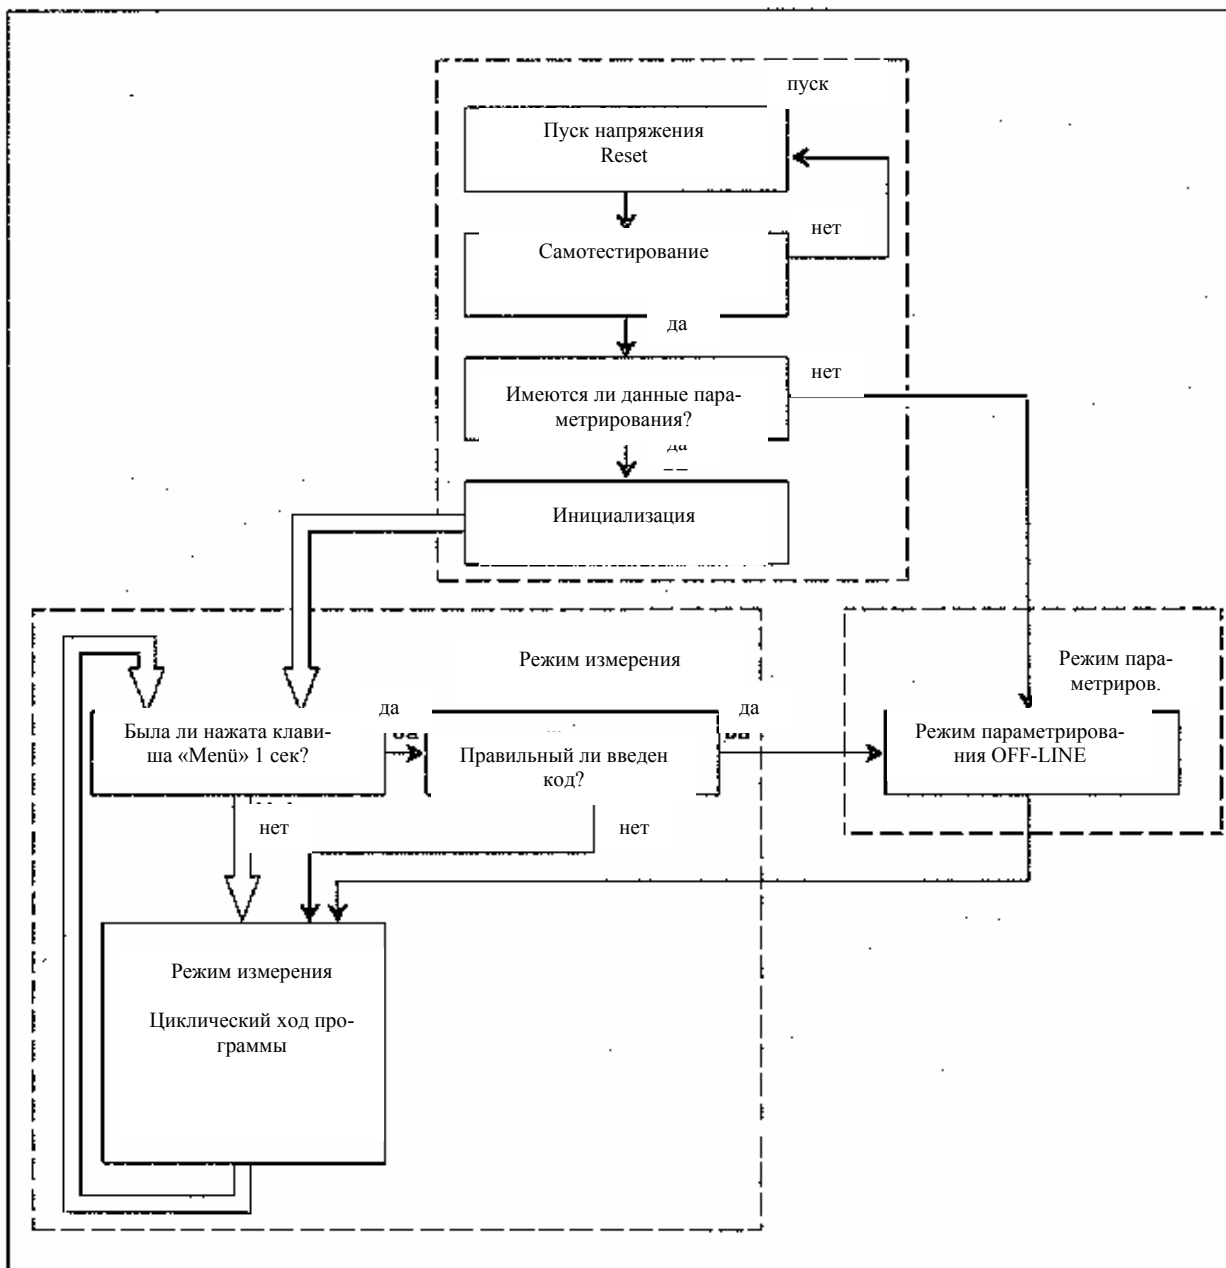 пуск
Пуск напряжения
Reset
нет
Самотестирование
да
нет
Имеются ли данные пара-
метрирования?
да
Инициализация
Режим измерения
Режим пара-
метриров.
да
да
Была ли нажата клави-
ша «Menü» 1 сек?
Правильный ли введен
код?
Режим параметрирова-
ния OFF-LINE
нет
нет
Режим измерения
Циклический ход про-
граммы